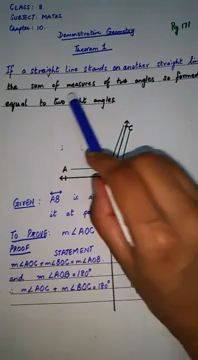 CLASS: 8.
SUBJECT: MATHS
Chapter: 10.
Demonstrative Geometry
Pg 171
Theorem 1
If a straight line stands on another straight
the sum of measures of two angles so formed
equal to two right angles
C
A
GIVEN: AB is a
it at p
TO PROVE: m∠AOC
PROOF
STATEMENT
m∠AOC + m∠BOC = m∠AOB
and m∠AOB = 180°
∴ m∠AOC + m∠BOC = 180°